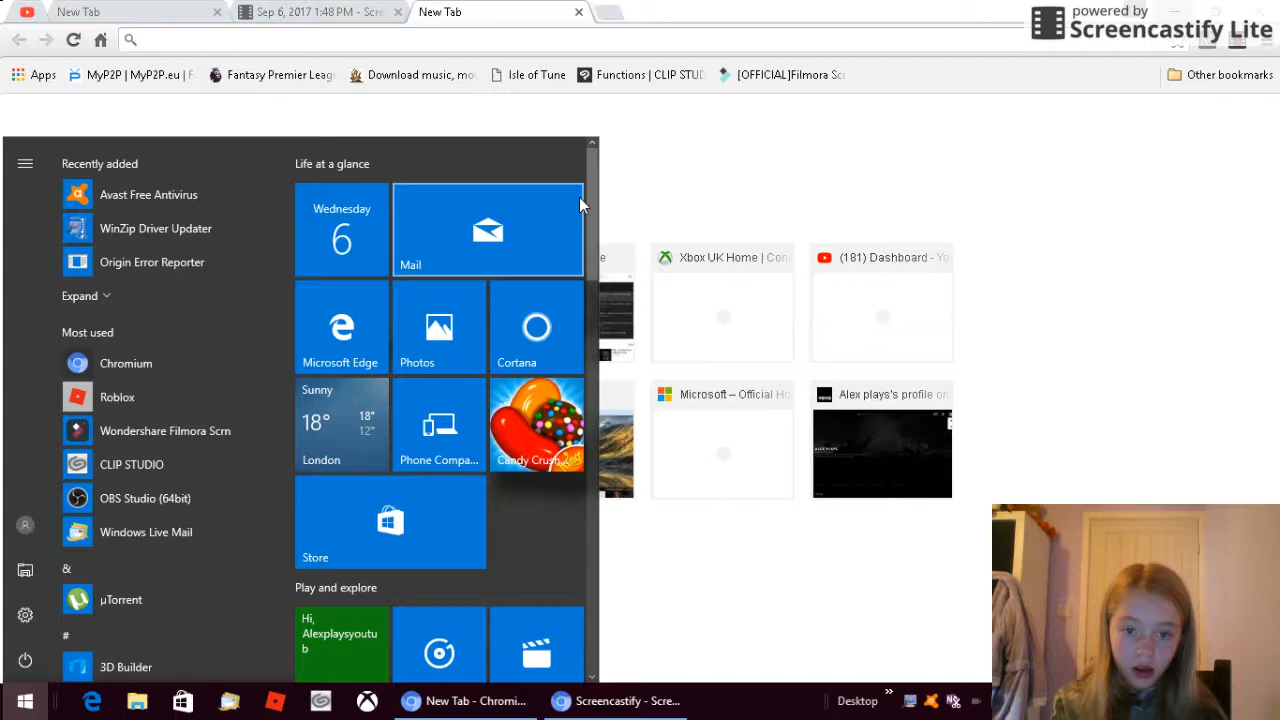 powered by
Screencastify Lite
New Tab
Sep 6, 2017 1:48 PM - Scre
New Tab
Apps
MyP2P | MyP2P.eu | F
Fantasy Premier Leag
Download music, mov
Isle of Tune
Functions | CLIP STUD
[OFFICIAL]Filmora Sc
Other bookmarks
Recently added
Avast Free Antivirus
WinZip Driver Updater
Origin Error Reporter
Expand
Most used
Chromium
Roblox
Wondershare Filmora Scrn
CLIP STUDIO
OBS Studio (64bit)
Windows Live Mail
&
µTorrent
#
3D Builder
Life at a glance
Wednesday
6
Mail
Microsoft Edge
Photos
Cortana
Sunny
18°
18°
12°
London
Phone Compa...
Candy Crush
Store
Play and explore
Hi,
Alexplaysyoutu
b
Xbox UK Home | Con
(181) Dashboard - Yo
Microsoft – Official Ho
Alex plays's profile on
New Tab - Chromi...
Screencastify - Scre...
Desktop